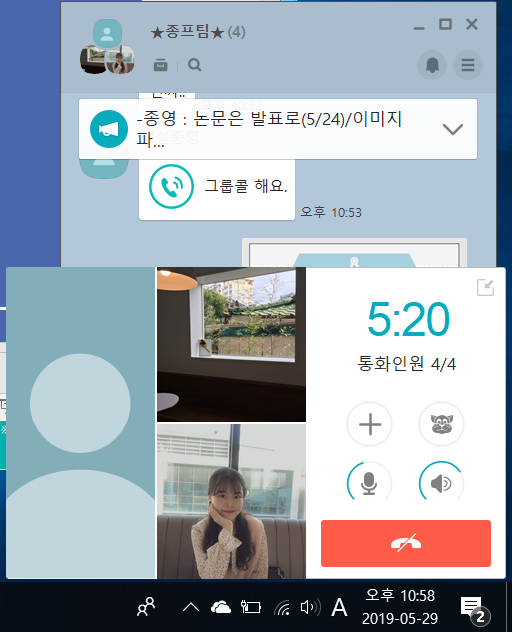 ★종프팀★ (4)
-종영 : 논문은 발표로(5/24)/이미지
파...
그룹콜 해요.
오후 10:53
5:20
통화인원 4/4
A
오후 10:58
2019-05-29
2